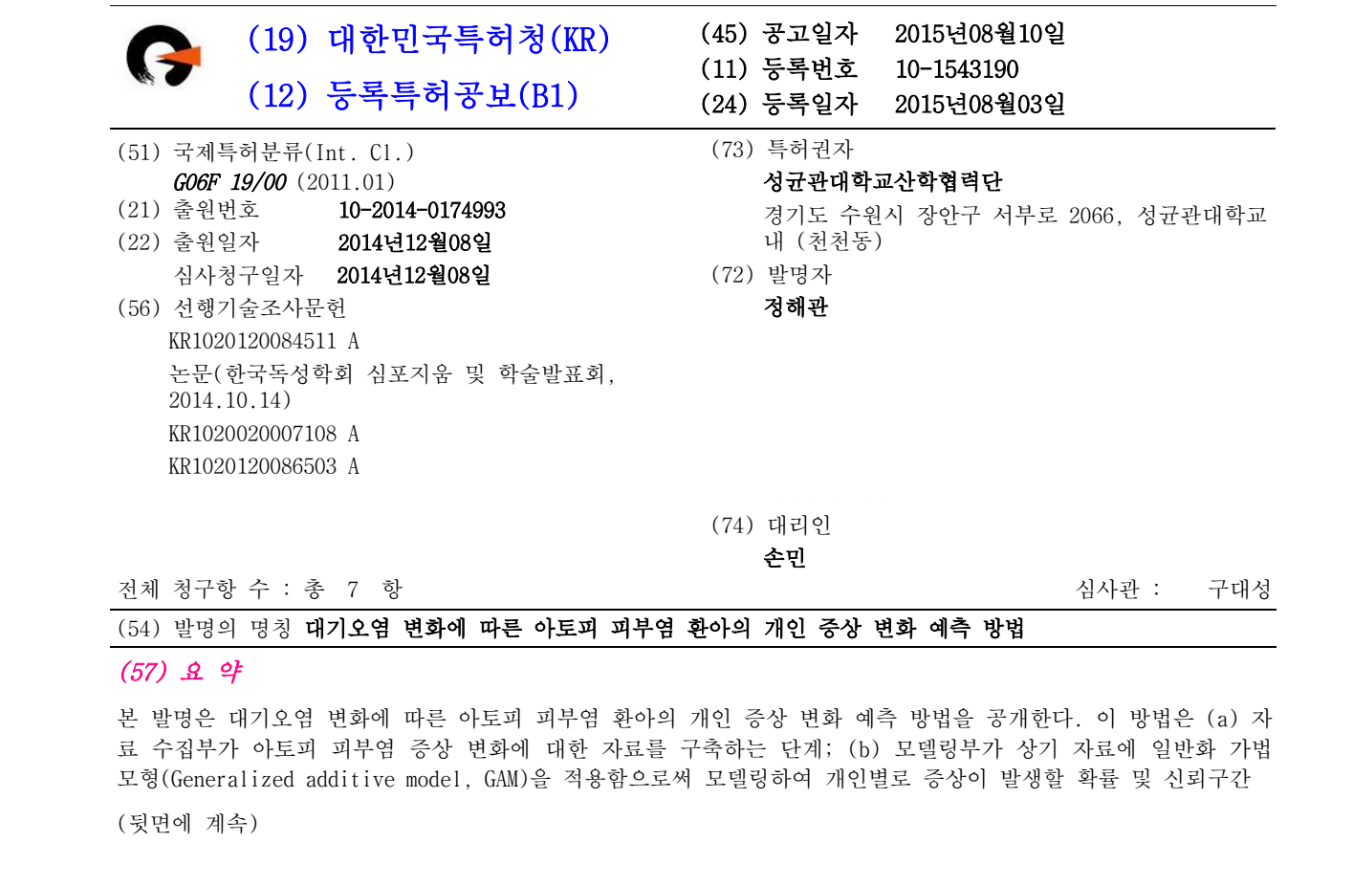 (19) 대한민국특허청(KR)
(12) 등록특허공보(B1)
(45) 공고일자 2015년08월10일
(11) 등록번호 10-1543190
(24) 등록일자 2015년08월03일
(51) 국제특허분류(Int. Cl.)
G06F 19/00 (2011.01)
(21) 출원번호 10-2014-0174993
(22) 출원일자 2014년12월08일
심사청구일자 2014년12월08일
(56) 선행기술조사문헌
KR1020120084511 A
논문(한국독성학회 심포지움 및 학술발표회,
2014.10.14)
KR1020020007108 A
KR1020120086503 A
(73) 특허권자
성균관대학교산학협력단
경기도 수원시 장안구 서부로 2066, 성균관대학교
내 (천천동)
(72) 발명자
정해관
(74) 대리인
손민
전체 청구항 수 : 총 7 항
심사관 : 구대성
(54) 발명의 명칭 대기오염 변화에 따른 아토피 피부염 환아의 개인 증상 변화 예측 방법
(57) 요 약
본 발명은 대기오염 변화에 따른 아토피 피부염 환아의 개인 증상 변화 예측 방법을 공개한다. 이 방법은 (a) 자
료 수집부가 아토피 피부염 증상 변화에 대한 자료를 구축하는 단계; (b) 모델링부가 상기 자료에 일반화 가법
모형(Generalized additive model, GAM)을 적용함으로써 모델링하여 개인별로 증상이 발생할 확률 및 신뢰구간
(뒷면에 계속)